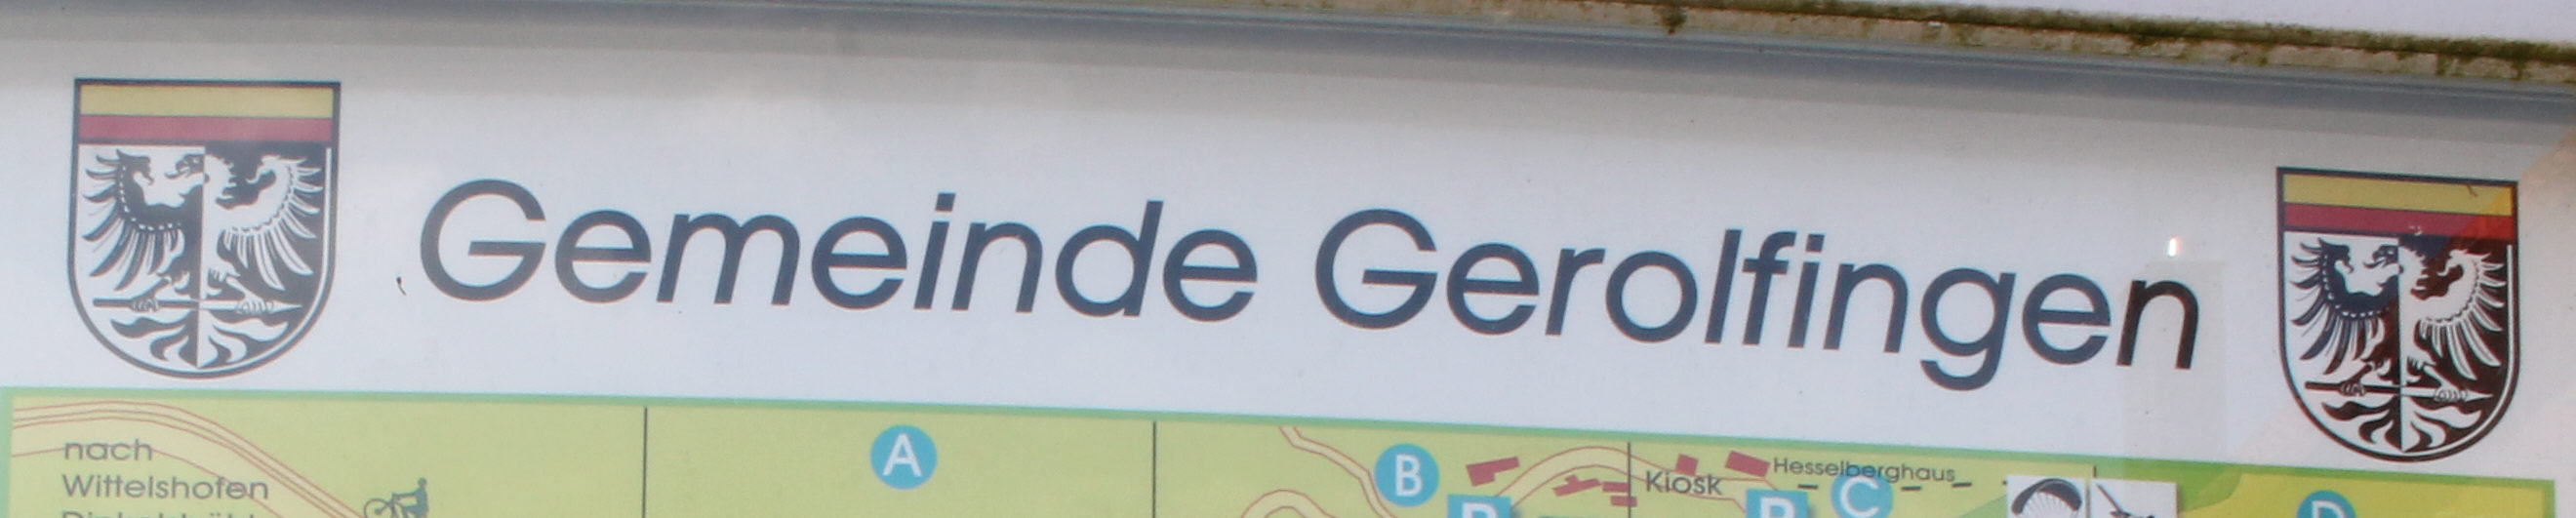 Gemeinde Gerolfingen
nach
Wittelshofen
A
B
Kiosk
Hesselberghaus
C
P
P
D